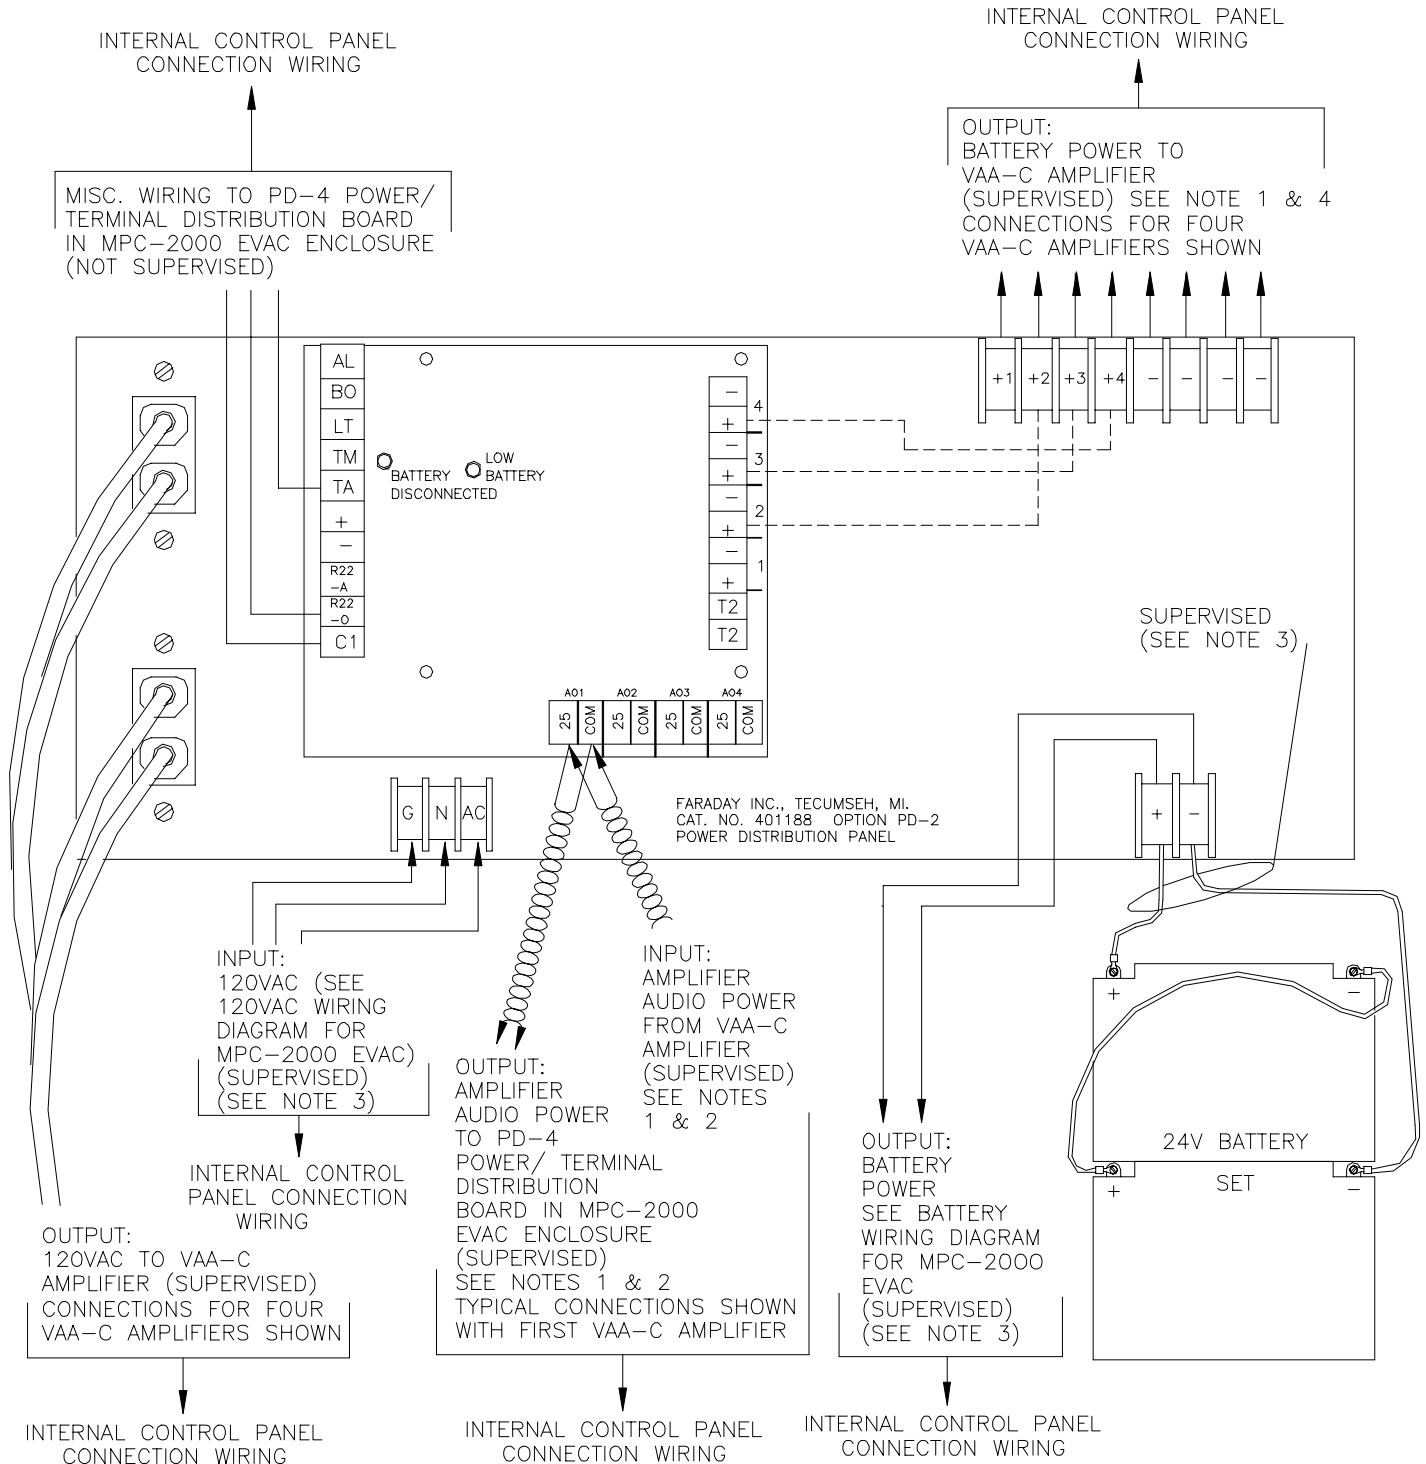 INTERNAL CONTROL PANEL
CONNECTION WIRING
INTERNAL CONTROL PANEL
CONNECTION WIRING
MISC. WIRING TO PD-4 POWER/
TERMINAL DISTRIBUTION BOARD
IN MPC-2000 EVAC ENCLOSURE
(NOT SUPERVISED)
OUTPUT:
BATTERY POWER TO
VAA-C AMPLIFIER
(SUPERVISED) SEE NOTE 1 & 4
CONNECTIONS FOR FOUR
VAA-C AMPLIFIERS SHOWN
+1 +2 +3 +4 - - - -
AL
BO
LT
TM
TA
+
-
R22
-A
R22
-O
C1
BATTERY
DISCONNECTED
LOW
BATTERY
-
4
+
-
3
+
-
2
+
-
1
+
T2
T2
A01 A02 A03 A04
25 COM 25 COM 25 COM 25 COM
SUPERVISED
(SEE NOTE 3)
G N AC
FARADAY INC., TECUMSEH, MI.
CAT. NO. 401188 OPTION PD-2
POWER DISTRIBUTION PANEL
+ -
INPUT:
120VAC (SEE
120VAC WIRING
DIAGRAM FOR
MPC-2000 EVAC)
(SUPERVISED)
(SEE NOTE 3)
INTERNAL CONTROL
PANEL CONNECTION
WIRING
INPUT:
AMPLIFIER
AUDIO POWER
FROM VAA-C
AMPLIFIER
(SUPERVISED)
SEE NOTES
1 & 2
OUTPUT:
AMPLIFIER
AUDIO POWER
TO PD-4
POWER/ TERMINAL
DISTRIBUTION
BOARD IN MPC-2000
EVAC ENCLOSURE
(SUPERVISED)
SEE NOTES 1 & 2
TYPICAL CONNECTIONS SHOWN
WITH FIRST VAA-C AMPLIFIER
INTERNAL CONTROL PANEL
CONNECTION WIRING
OUTPUT:
BATTERY
POWER
SEE BATTERY
WIRING DIAGRAM
FOR MPC-2000
EVAC
(SUPERVISED)
(SEE NOTE 3)
INTERNAL CONTROL PANEL
CONNECTION WIRING
+ -
24V BATTERY
+ SET -
OUTPUT:
120VAC TO VAA-C
AMPLIFIER (SUPERVISED)
CONNECTIONS FOR FOUR
VAA-C AMPLIFIERS SHOWN
INTERNAL CONTROL PANEL
CONNECTION WIRING